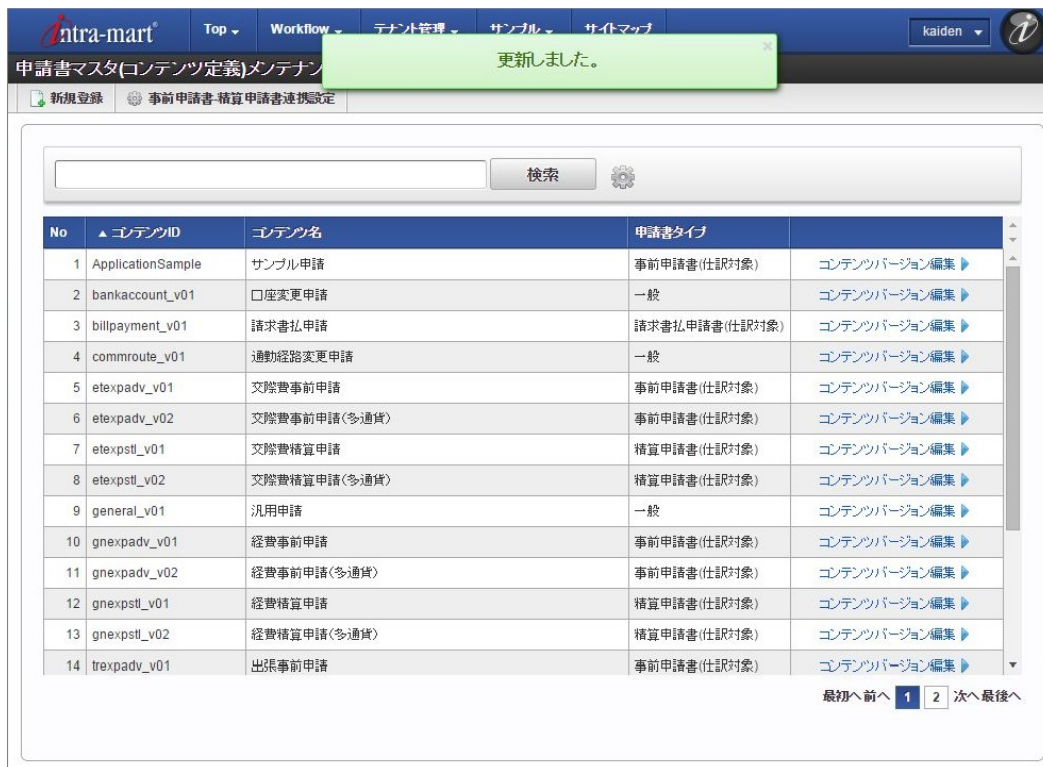 intra-mart® Top Workflow テナント管理 サンプル サイトマップ kaiden
更新しました。 ×
申請書マスタ(コンテンツ定義)メンテナン
新規登録 事前申請書-精算申請書連携設定
検索
No ▲ コンテンツID コンテンツ名 申請書タイプ
1 ApplicationSample サンプル申請 事前申請書(仕訳対象) コンテンツバージョン編集
2 bankaccount_v01 口座変更申請 一般 コンテンツバージョン編集
3 billpayment_v01 請求書払申請 請求書払申請書(仕訳対象) コンテンツバージョン編集
4 commroute_v01 通勤経路変更申請 一般 コンテンツバージョン編集
5 etexpadv_v01 交際費事前申請 事前申請書(仕訳対象) コンテンツバージョン編集
6 etexpadv_v02 交際費事前申請(多通貨) 事前申請書(仕訳対象) コンテンツバージョン編集
7 etexpstl_v01 交際費精算申請 精算申請書(仕訳対象) コンテンツバージョン編集
8 etexpstl_v02 交際費精算申請(多通貨) 精算申請書(仕訳対象) コンテンツバージョン編集
9 general_v01 汎用申請 一般 コンテンツバージョン編集
10 gnexpadv_v01 経費事前申請 事前申請書(仕訳対象) コンテンツバージョン編集
11 gnexpadv_v02 経費事前申請(多通貨) 事前申請書(仕訳対象) コンテンツバージョン編集
12 gnexpstl_v01 経費精算申請 精算申請書(仕訳対象) コンテンツバージョン編集
13 gnexpstl_v02 経費精算申請(多通貨) 精算申請書(仕訳対象) コンテンツバージョン編集
14 trexpadv_v01 出張事前申請 事前申請書(仕訳対象) コンテンツバージョン編集
最初へ 前へ 1 2 次へ 最後へ